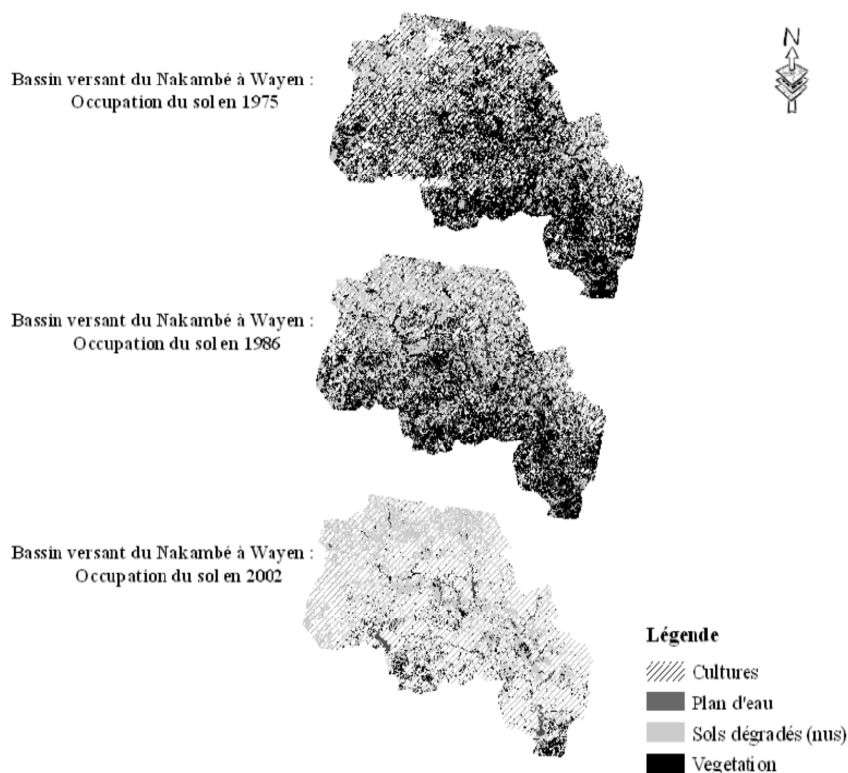 N
Bassin versant du Nakambé à Wayen :
Occupation du sol en 1975
Bassin versant du Nakambé à Wayen :
Occupation du sol en 1986
Bassin versant du Nakambé à Wayen :
Occupation du sol en 2002
Légende
Cultures
Plan d'eau
Sols dégradés (nus)
Vegetation